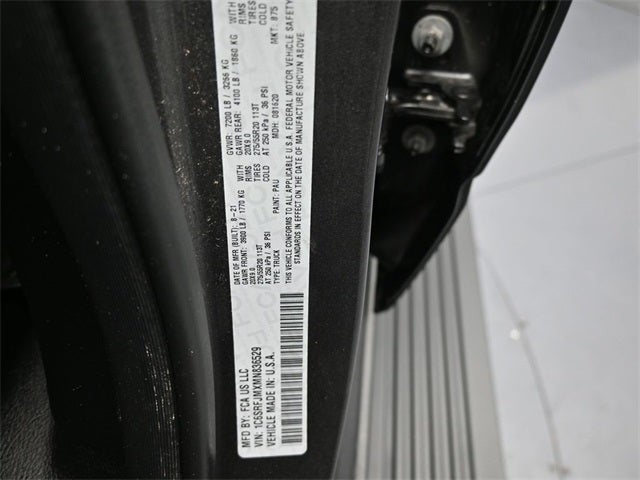 MFD BY: FCA US LLC
DATE OF MFR (BUILT): 8-21
GVWR: 7200 LB / 3266 KG
GAWR FRONT: 3900 LB / 1770 KG
WITH
GAWR REAR: 4100 LB / 1860 KG
WITH
20X9.0
RIMS
20X9.0
RIMS
275/55R20 113T
TIRES
275/55R20 113T
TIRES
AT 250 kPa / 36 PSI
COLD
AT 250 kPa / 36 PSI
COLD
TYPE: TRUCK
PAINT: PAU
MDH: 081620
MKT: 875
THIS VEHICLE CONFORMS TO ALL APPLICABLE U.S.A. FEDERAL MOTOR VEHICLE SAFETY
STANDARDS IN EFFECT ON THE DATE OF MANUFACTURE SHOWN ABOVE
VIN: 1C6SRFJMXMN836529
VEHICLE MADE IN: U.S.A.